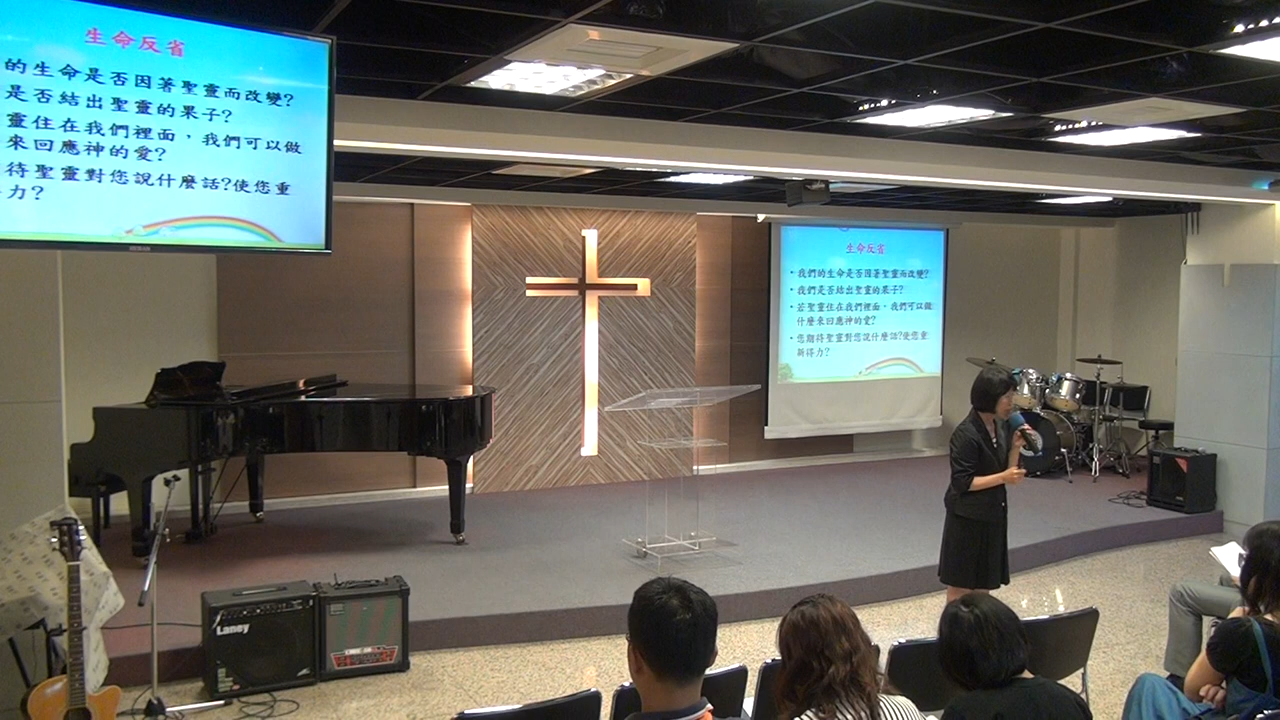 生命反省
的生命是否因著聖靈而改變?
是否結出聖靈的果子?
靈住在我們裡面，我們可以做
來回應神的愛?
待聖靈對您說什麼話?使您重
力?
生命反省
• 我們的生命是否因著聖靈而改變?
• 我們是否結出聖靈的果子?
• 若聖靈住在我們裡面，我們可以做
什麼來回應神的愛?
• 您期待聖靈對您說什麼話?使您重
新得力?
Laney